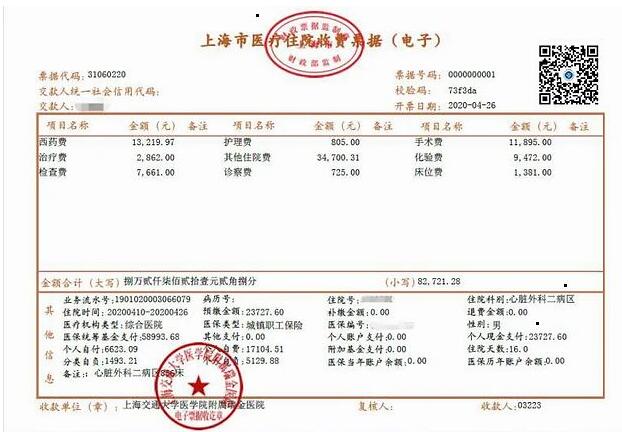 上海市医疗住院收费票据（电子）
票据代码：31060220
票据号码：0000000001
交款人统一社会信用代码：
校验码：73f3da
交款人：
开票日期：2020-04-26
项目名称 金额（元） 备注 项目名称 金额（元） 备注 项目名称 金额（元） 备注
西药费 13,219.97 护理费 805.00 手术费 11,895.00
治疗费 2,862.00 其他住院费 34,700.31 化验费 9,472.00
检查费 7,661.00 诊察费 725.00 床位费 1,381.00
金额合计（大写）捌万贰仟柒佰贰拾壹元贰角捌分 （小写）82,721.28
其他信息
业务流水号：1901020003066079 病历号： 住院号： 住院科别：心脏外科二病区
住院时间：20200410-20200426 预缴金额：23727.60 补缴金额：0.00 退费金额：0.00
医疗机构类型：综合医院 医保类型：城镇职工保险 医保编号： 性别：男
医保统筹基金支付：58993.68 其他支付：0.00 个人账户支付：0.00 个人现金支付：23727.60
个人自付：6623.09 个人自费：17104.51 附加基金支付：0.00 住院天数：16.0
分类自负：1493.21 自负：5129.88 医保当年账户余额：0.00 医保历年账户余额：0.00
备注：：心脏外科二病区836床
收款单位（章）：上海交通大学医学院附属瑞金医院 复核人： 收款人：03223
财政部监制
电子票据收讫章